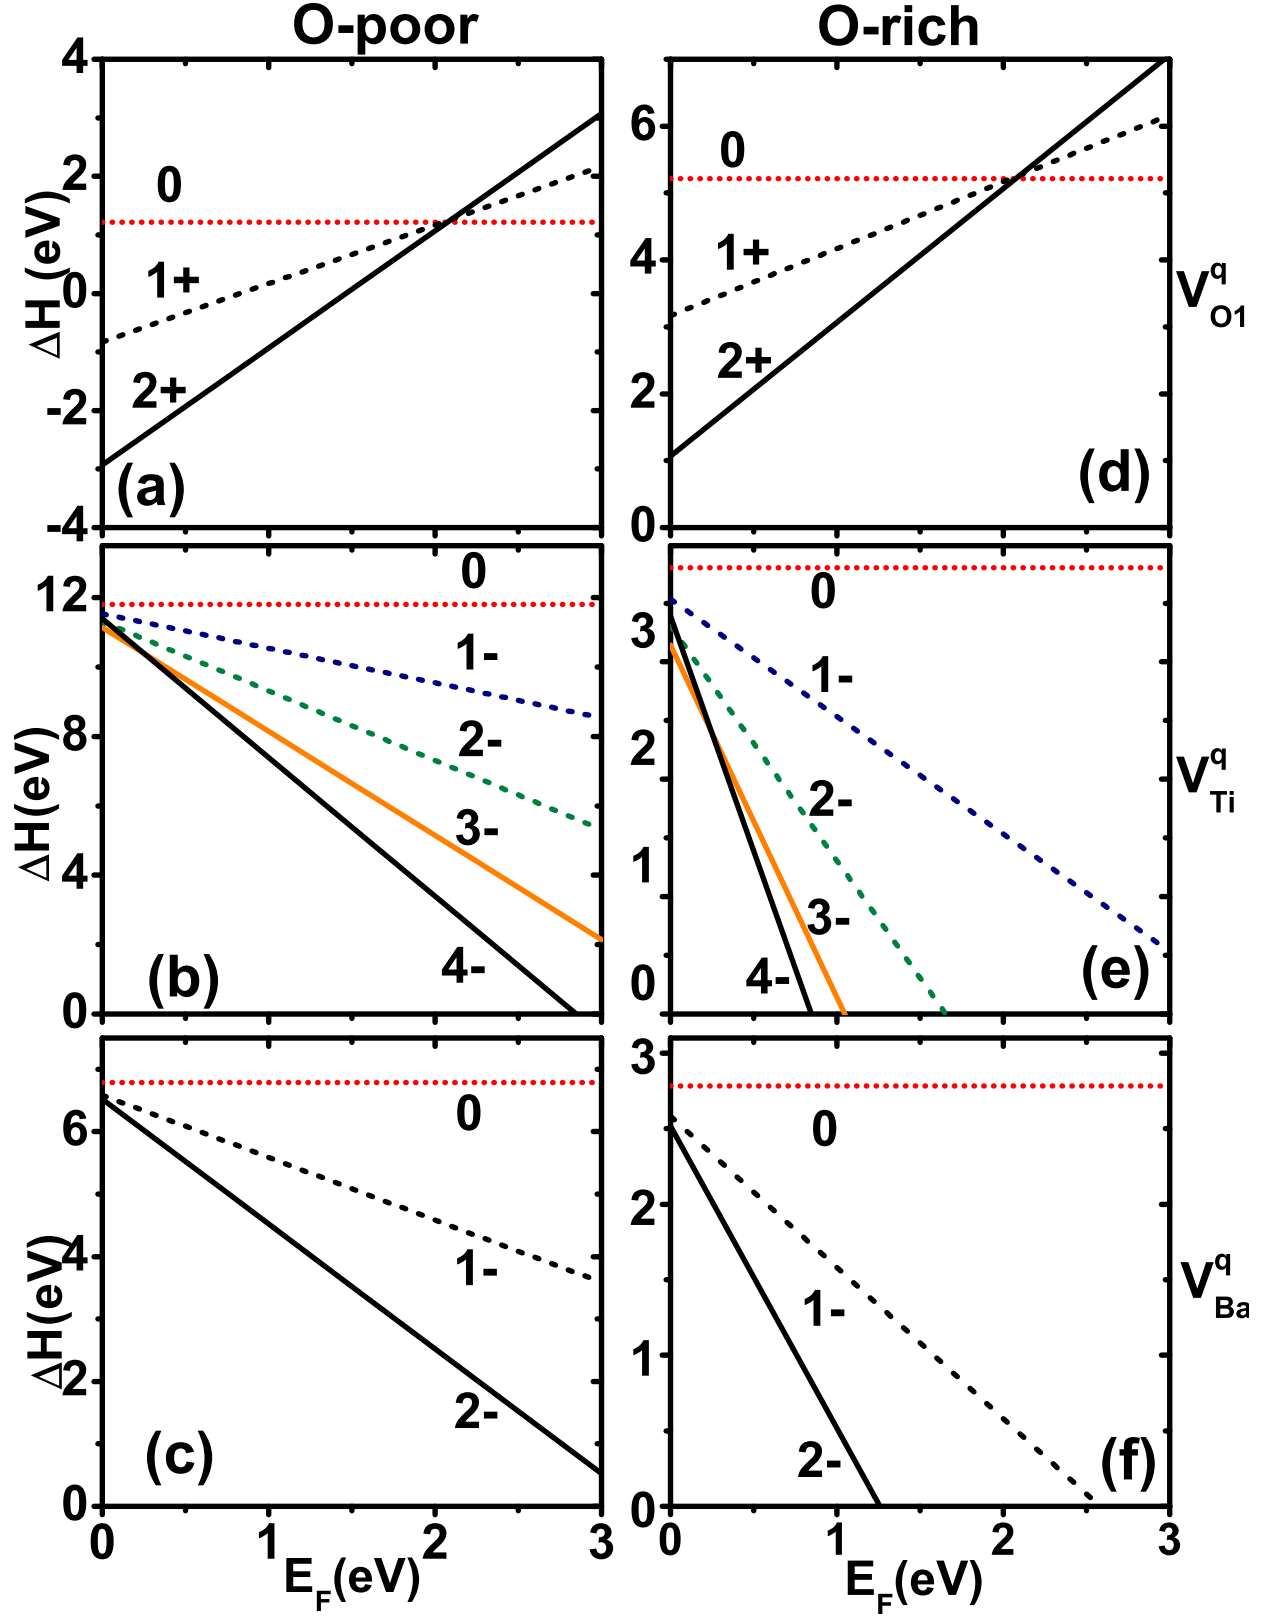 O-poor
O-rich
4
2
0
-2
-4
ΔH (eV)
0
1+
2+
(a)
6
4
2
0
0
1+
2+
(d)
V^q_O1
12
8
4
0
ΔH(eV)
0
1-
2-
3-
4-
(b)
3
2
1
0
0
1-
2-
3-
4-
(e)
V^q_Ti
6
4
2
0
ΔH(eV)
0
1-
2-
(c)
0 1 2 3
E_F(eV)
3
2
1
0
0
1-
2-
(f)
V^q_Ba
0 1 2 3
E_F(eV)